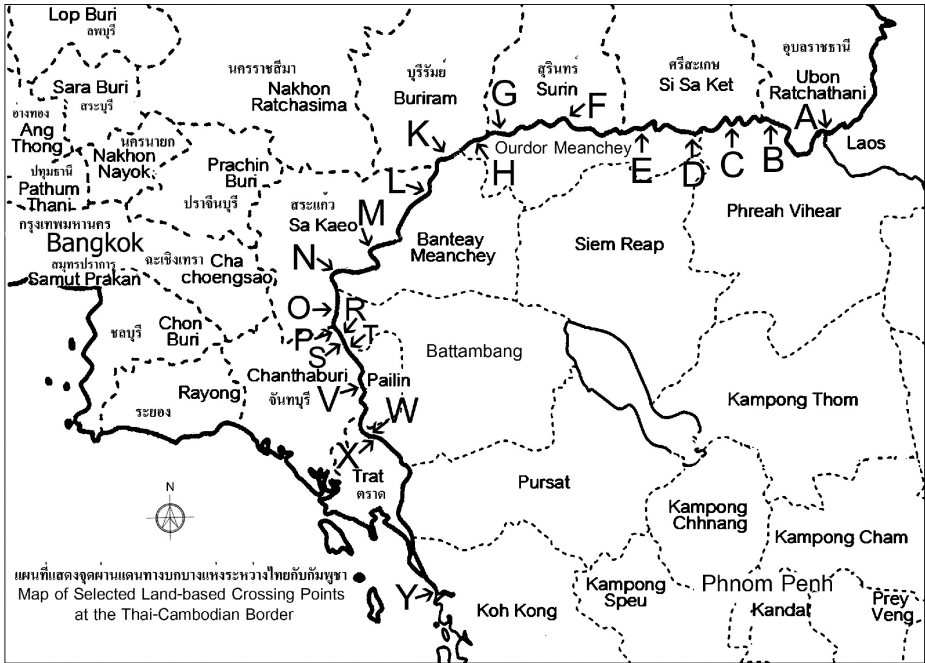 Lop Buri
ลพบุรี
Sara Buri
สระบุรี
อ่างทอง
Ang
Thong
นครนายก
Nakhon
Nayok
ปทุมธานี
Pathum
Thani
กรุงเทพมหานคร
Bangkok
สมุทรปราการ
Samut Prakan
นครราชสีมา
Nakhon
Ratchasima
Prachin
Buri
ปราจีนบุรี
ฉะเชิงเทรา
Cha
choengsao
สระแก้ว
Sa Kaeo
บุรีรัมย์
Buriram
สุรินทร์
Surin
ศรีสะเกษ
Si Sa Ket
อุบลราชธานี
Ubon
Ratchathani
Laos
A
B
C
D
E
F
G
H
K
L
M
N
O
P
R
S
T
V
W
X
Y
Ourdor Meanchey
Banteay
Meanchey
Siem Reap
Phreah Vihear
ชลบุรี
Chon
Buri
Rayong
ระยอง
Chanthaburi
จันทบุรี
Pailin
Battambang
Kampong Thom
Trat
ตราด
Pursat
Kampong
Chhnang
Kampong Cham
Kampong
Speu
Phnom Penh
Kandal
Prey
Veng
Koh Kong
N
แผนที่แสดงจุดผ่านแดนทางบกบางแห่งระหว่างไทยกับกัมพูชา
Map of Selected Land-based Crossing Points
at the Thai-Cambodian Border